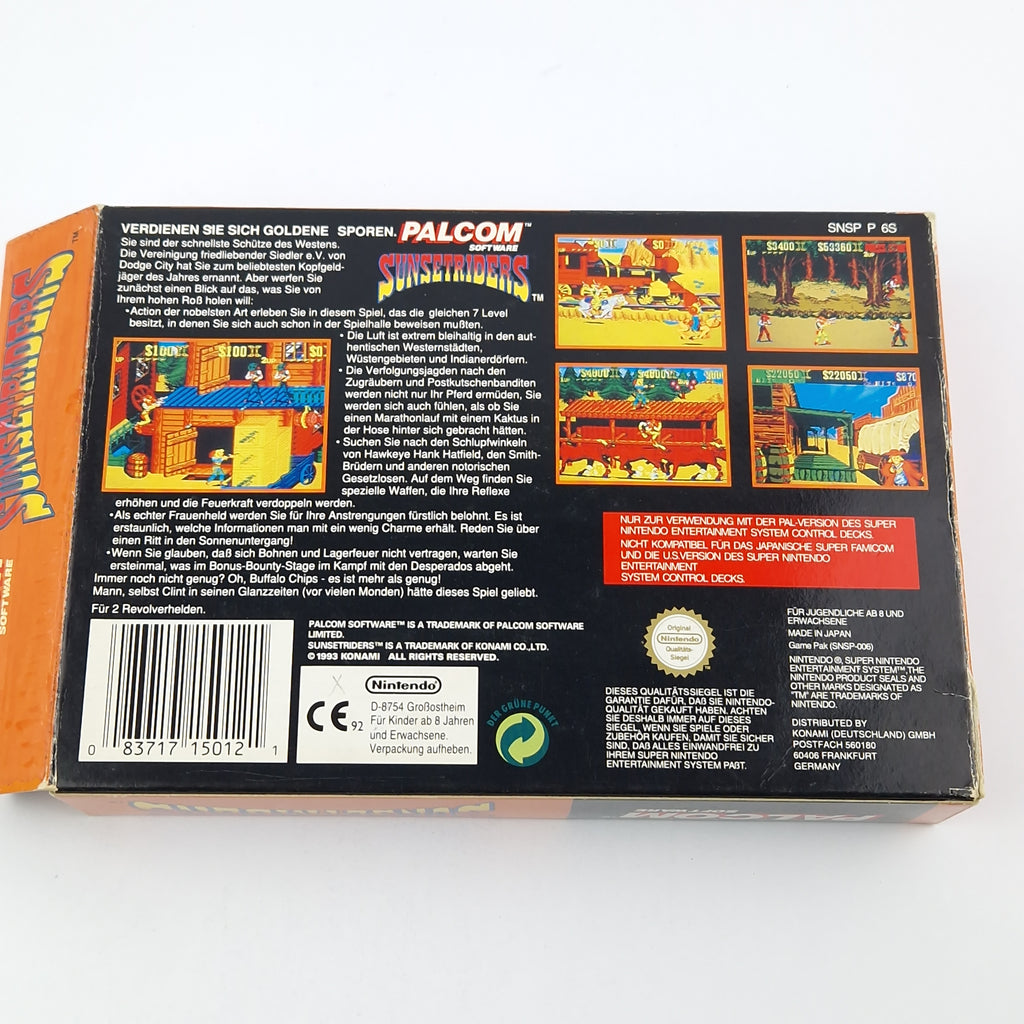 VERDIENEN SIE SICH GOLDENE SPOREN.
Sie sind der schnellste Schütze des Westens.
Die Vereinigung friedliebender Siedler e.V. von
Dodge City hat Sie zum beliebtesten Kopfgeld-
jäger des Jahres ernannt. Aber werfen Sie
zunächst einen Blick auf das, was Sie von
Ihrem hohen Roß holen will:
•Action der nobelsten Art erleben Sie in diesem Spiel, das die gleichen 7 Level
besitzt, in denen Sie sich auch schon in der Spielhalle beweisen mußten.
• Die Luft ist extrem bleihaltig in den aut-
hentischen Westernstädten,
Wüstengebieten und Indianerdörfern.
• Die Verfolgungsjagden nach den
Zugräubern und Postkutschenbanditen
werden nicht nur Ihr Pferd ermüden, Sie
werden sich auch fühlen, als ob Sie
einen Marathonlauf mit einem Kaktus in
der Hose hinter sich gebracht hätten.
• Suchen Sie nach den Schlupfwinkeln
von Hawkeye Hank Hatfield, den Smith-
Brüdern und anderen notorischen
Gesetzlosen. Auf dem Weg finden Sie
spezielle Waffen, die Ihre Reflexe
erhöhen und die Feuerkraft verdoppeln werden.
•Als echter Frauenheld werden Sie für Ihre Anstrengungen fürstlich belohnt. Es ist
erstaunlich, welche Informationen man mit ein wenig Charme erhält. Reden Sie über
einen Ritt in den Sonnenuntergang!
•Wenn Sie glauben, daß sich Bohnen und Lagerfeuer nicht vertragen, warten Sie
ersteinmal, was im Bonus-Bounty-Stage im Kampf mit den Desperados abgeht.
Immer noch nicht genug? Oh, Buffalo Chips - es ist mehr als genug!
Mann, selbst Clint in seinen Glanzzeiten (vor vielen Monden) hätte dieses Spiel geliebt.
Für 2 Revolverhelden.
PALCOM™
SOFTWARE
SUNSETRIDERS™
SNSP P 6S
$1000
$100
$0
$0
$3400
$53360
$4000
$4000
$22050
$22050
NUR ZUR VERWENDUNG MIT DER PAL-VERSION DES SUPER
NINTENDO ENTERTAINMENT SYSTEM CONTROL DECKS.
NICHT KOMPATIBEL FÜR DAS JAPANISCHE SUPER FAMICOM
UND DIE U.S.VERSION DES SUPER NINTENDO
ENTERTAINMENT
SYSTEM CONTROL DECKS.
PALCOM SOFTWARE™ IS A TRADEMARK OF PALCOM SOFTWARE
LIMITED.
SUNSETRIDERS™ IS A TRADEMARK OF KONAMI CO.,LTD.
© 1993 KONAMI ALL RIGHTS RESERVED.
0 83717 15012 1
CE 92
Nintendo
D-8754 Großostheim
Für Kinder ab 8 Jahren
und Erwachsene.
Verpackung aufheben.
DER GRÜNE PUNKT
Original
Nintendo
Qualitäts-
Siegel
DIESES QUALITÄTSSIEGEL IST DIE
GARANTIE DAFÜR, DAß SIE NINTENDO-
QUALITÄT GEKAUFT HABEN. ACHTEN
SIE DESHALB IMMER AUF DIESES
SIEGEL, WENN SIE SPIELE ODER
ZUBEHÖR KAUFEN, DAMIT SIE SICHER
SIND, DAß ALLES EINWANDFREI ZU
IHREM SUPER NINTENDO
ENTERTAINMENT SYSTEM PAßT.
FÜR JUGENDLICHE AB 8 UND
ERWACHSENE
MADE IN JAPAN
Game Pak (SNSP-006)
NINTENDO ®, SUPER NINTENDO
ENTERTAINMENT SYSTEM™, THE
NINTENDO PRODUCT SEALS AND
OTHER MARKS DESIGNATED AS
"TM" ARE TRADEMARKS OF
NINTENDO.
DISTRIBUTED BY
KONAMI (DEUTSCHLAND) GMBH
POSTFACH 560180
60406 FRANKFURT
GERMANY
SUNSETRIDERS™
SOFTWARE
SUNSETRIDERS
PALCOM
SOFTWARE